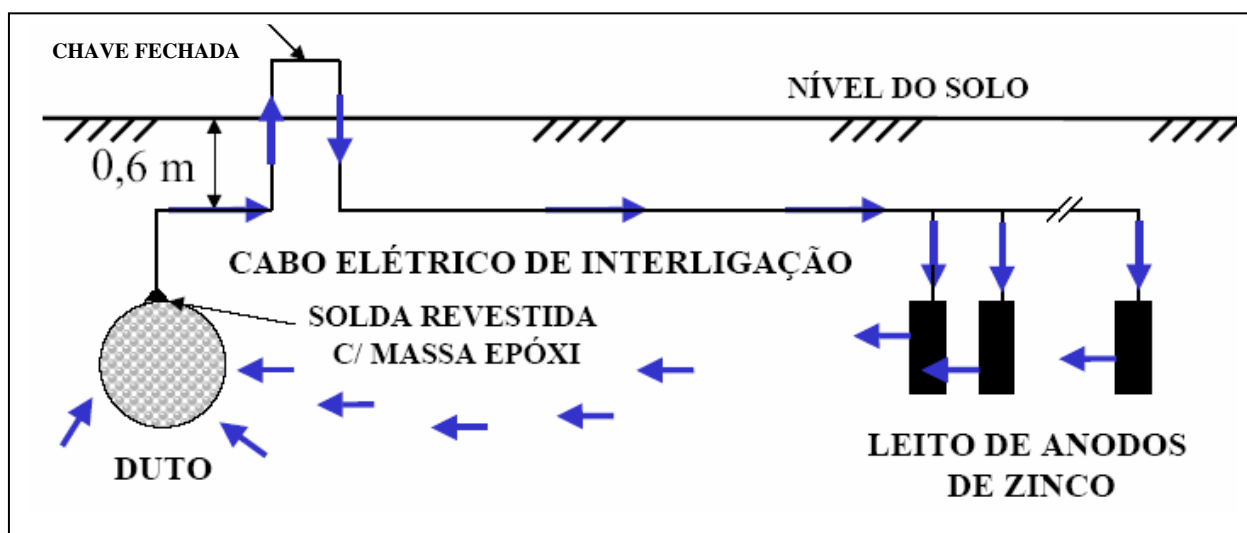 CHAVE FECHADA
NÍVEL DO SOLO
0,6 m
CABO ELÉTRICO DE INTERLIGAÇÃO
SOLDA REVESTIDA
C/ MASSA EPÓXI
DUTO
LEITO DE ANODOS
DE ZINCO